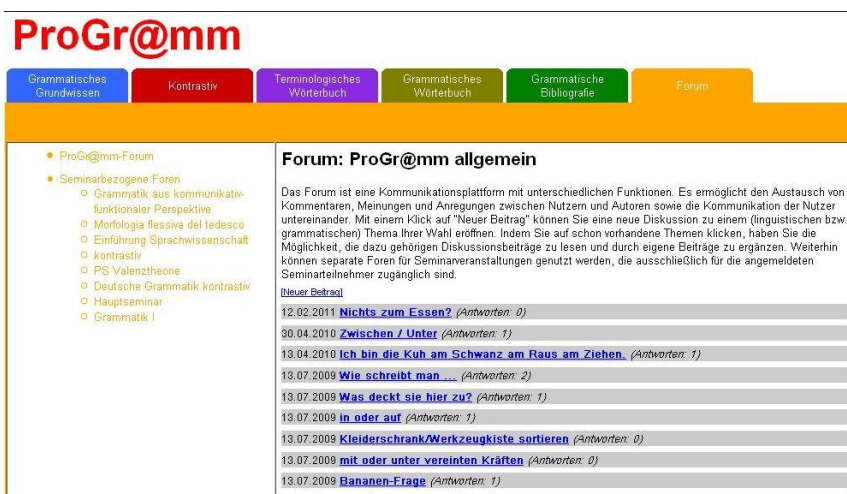 ProGr@mm
Grammatisches
Grundwissen
Kontrastiv
Terminologisches
Wörterbuch
Grammatisches
Wörterbuch
Grammatische
Bibliografie
Forum
ProGr@mm-Forum
Seminarbezogene Foren
Grammatik aus kommunikativ-
funktionaler Perspektive
Morfologia flessiva del tedesco
Einführung Sprachwissenschaft
kontrastiv
PS Valenztheorie
Deutsche Grammatik kontrastiv
Hauptseminar
Grammatik I
Forum: ProGr@mm allgemein
Das Forum ist eine Kommunikationsplattform mit unterschiedlichen Funktionen. Es ermöglicht den Austausch von
Kommentaren, Meinungen und Anregungen zwischen Nutzern und Autoren sowie die Kommunikation der Nutzer
untereinander. Mit einem Klick auf "Neuer Beitrag" können Sie eine neue Diskussion zu einem (linguistischen bzw.
grammatischen) Thema Ihrer Wahl eröffnen. Indem Sie auf schon vorhandene Themen klicken, haben Sie die
Möglichkeit, die dazu gehörigen Diskussionsbeiträge zu lesen und durch eigene Beiträge zu ergänzen. Weiterhin
können separate Foren für Seminarveranstaltungen genutzt werden, die ausschließlich für die angemeldeten
Seminarteilnehmer zugänglich sind.
[Neuer Beitrag]
12.02.2011 Nichts zum Essen? (Antworten: 0)
30.04.2010 Zwischen / Unter (Antworten: 1)
13.04.2010 Ich bin die Kuh am Schwanz am Raus am Ziehen. (Antworten: 1)
13.07.2009 Wie schreibt man ... (Antworten: 2)
13.07.2009 Was deckt sie hier zu? (Antworten: 1)
13.07.2009 in oder auf (Antworten: 1)
13.07.2009 Kleiderschrank/Werkzeugkiste sortieren (Antworten: 0)
13.07.2009 mit oder unter vereinten Kräften (Antworten: 0)
13.07.2009 Bananen-Frage (Antworten: 1)